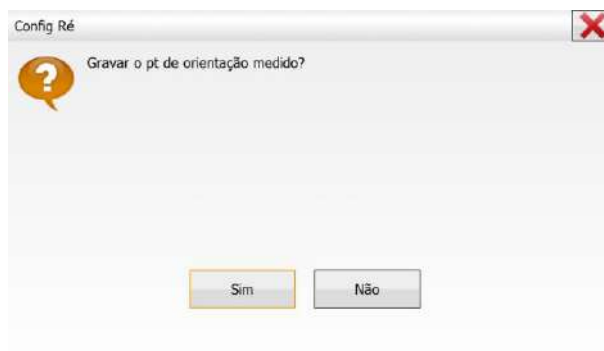 Config Ré
Gravar o pt de orientação medido?
Sim
Não